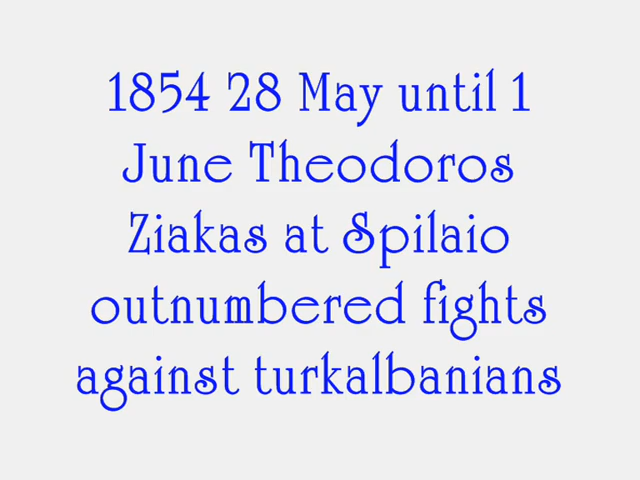 1854 28 May until 1
June Theodoros
Ziakas at Spilaio
outnumbered fights
against turkalbanians